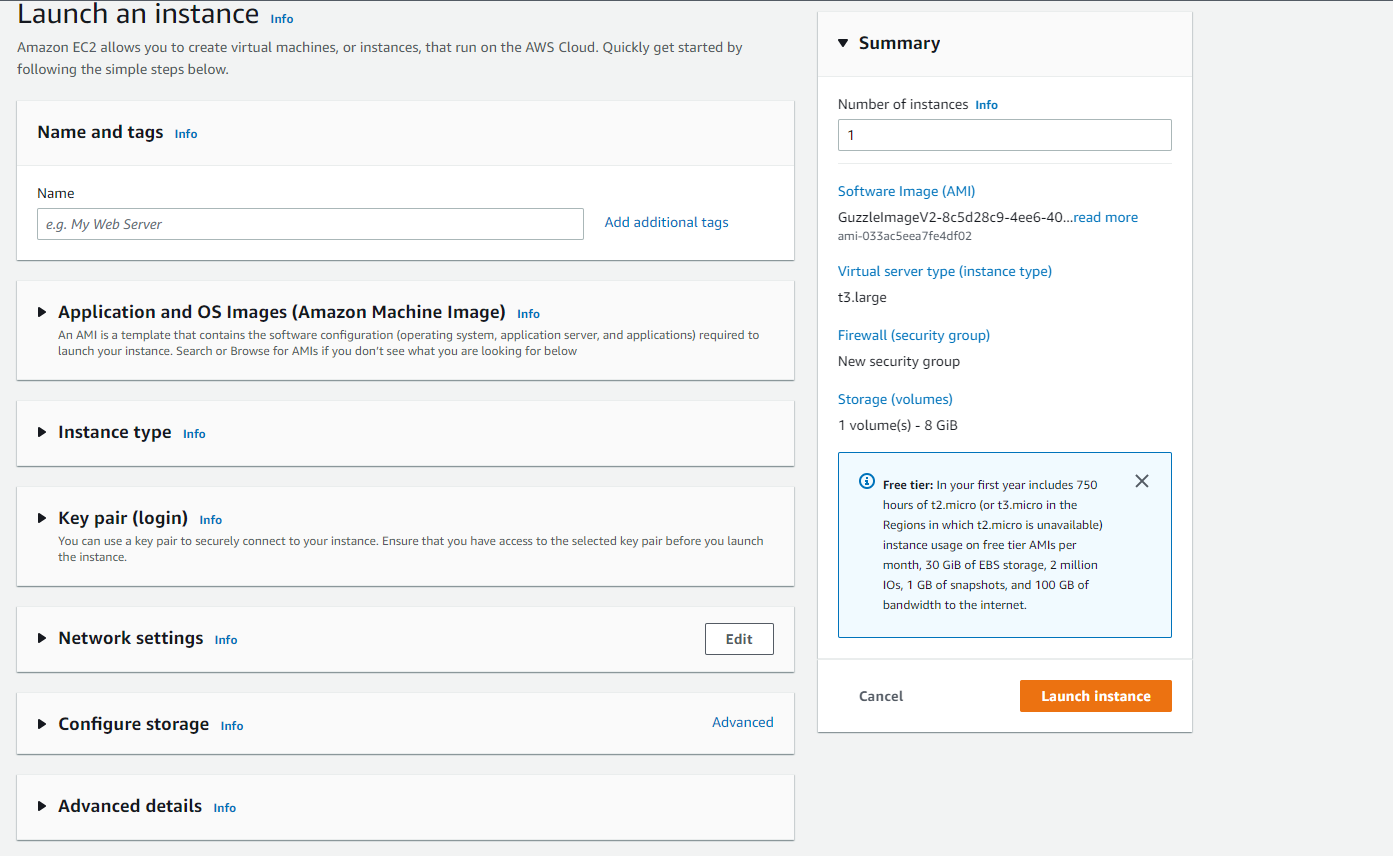 Launch an instance Info
Amazon EC2 allows you to create virtual machines, or instances, that run on the AWS Cloud. Quickly get started by
following the simple steps below.
Name and tags Info
Name
e.g. My Web Server
Add additional tags
Application and OS Images (Amazon Machine Image) Info
An AMI is a template that contains the software configuration (operating system, application server, and applications) required to
launch your instance. Search or Browse for AMIs if you don't see what you are looking for below
Instance type Info
Key pair (login) Info
You can use a key pair to securely connect to your instance. Ensure that you have access to the selected key pair before you launch
the instance.
Network settings Info
Edit
Configure storage Info
Advanced
Advanced details Info
Summary
Number of instances Info
1
Software Image (AMI)
GuzzleImageV2-8c5d28c9-4ee6-40...read more
ami-033ac5eea7fe4df02
Virtual server type (instance type)
t3.large
Firewall (security group)
New security group
Storage (volumes)
1 volume(s) - 8 GiB
Free tier: In your first year includes 750
hours of t2.micro (or t3.micro in the
Regions in which t2.micro is unavailable)
instance usage on free tier AMIs per
month, 30 GiB of EBS storage, 2 million
IOs, 1 GB of snapshots, and 100 GB of
bandwidth to the internet.
Cancel
Launch instance